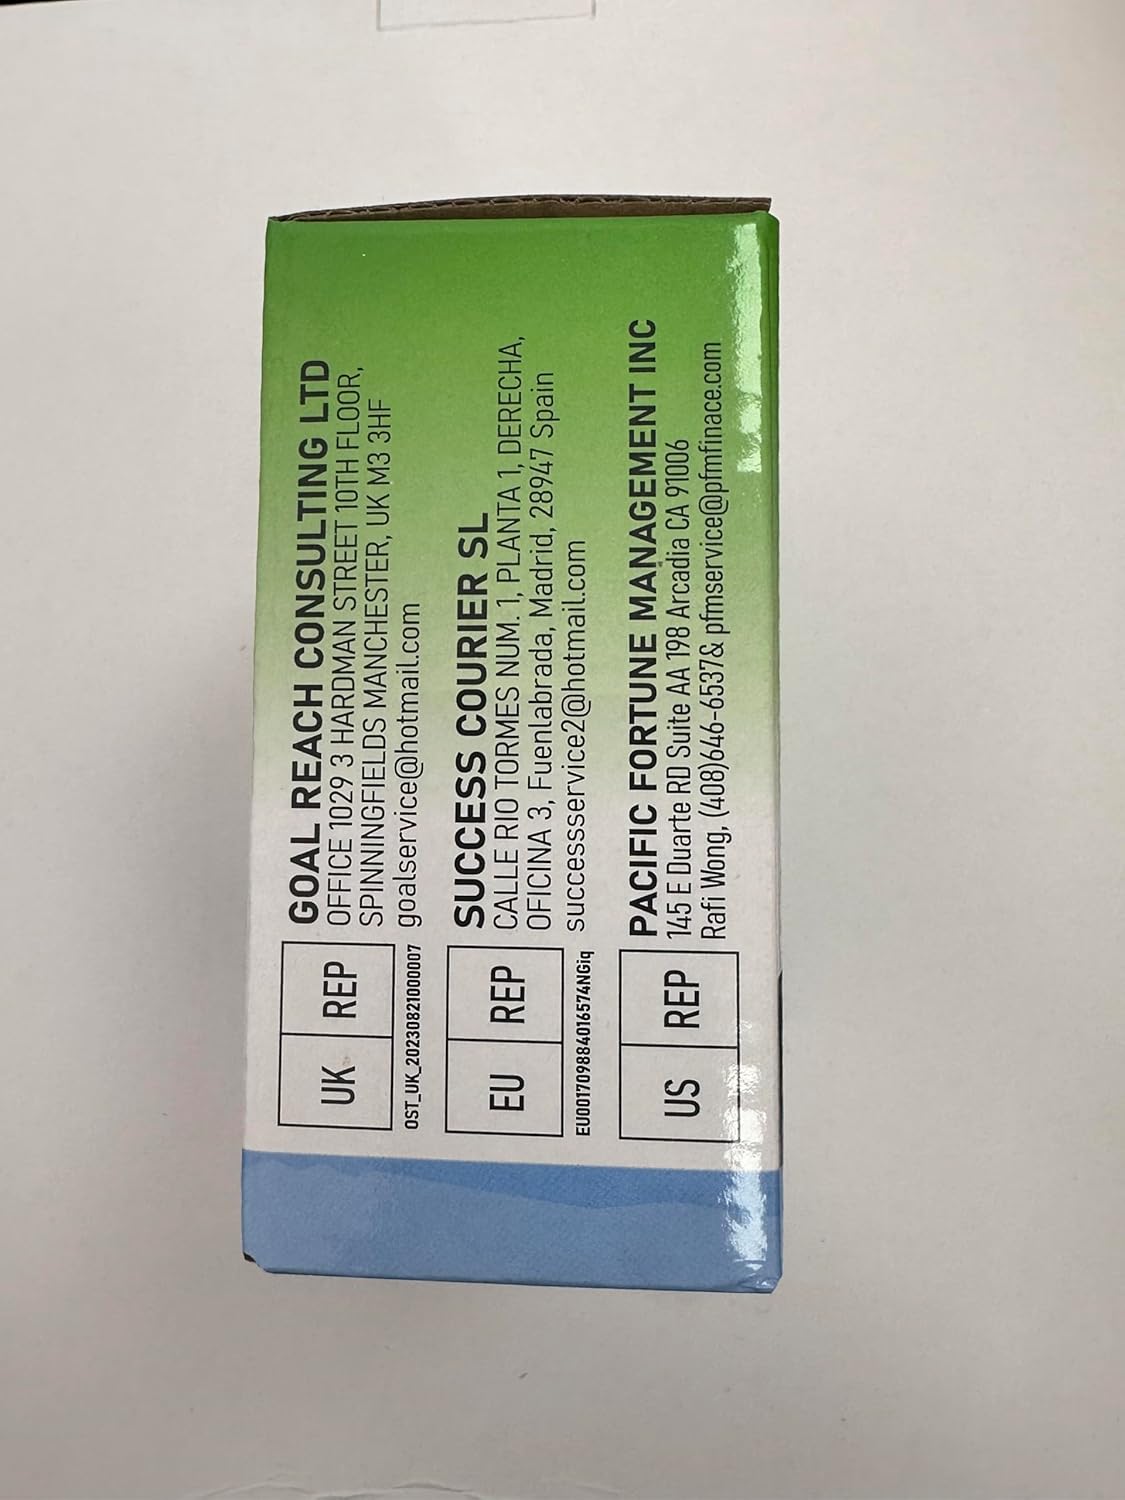 UK REP
GOAL REACH CONSULTING LTD
OFFICE 1029 3 HARDMAN STREET 10TH FLOOR,
SPINNINGFIELDS MANCHESTER, UK M3 3HF
goalservice@hotmail.com
OST_UK_20230821000007
EU REP
SUCCESS COURIER SL
CALLE RIO TORMES NUM. 1, PLANTA 1, DERECHA,
OFICINA 3, Fuenlabrada, Madrid, 28947 Spain
successservice2@hotmail.com
EU001709884016574NGiq
US REP
PACIFIC FORTUNE MANAGEMENT INC
145 E Duarte RD Suite AA 198 Arcadia CA 91006
Rafi Wong, (408)646-6537& pfmservice@pfmfinace.com